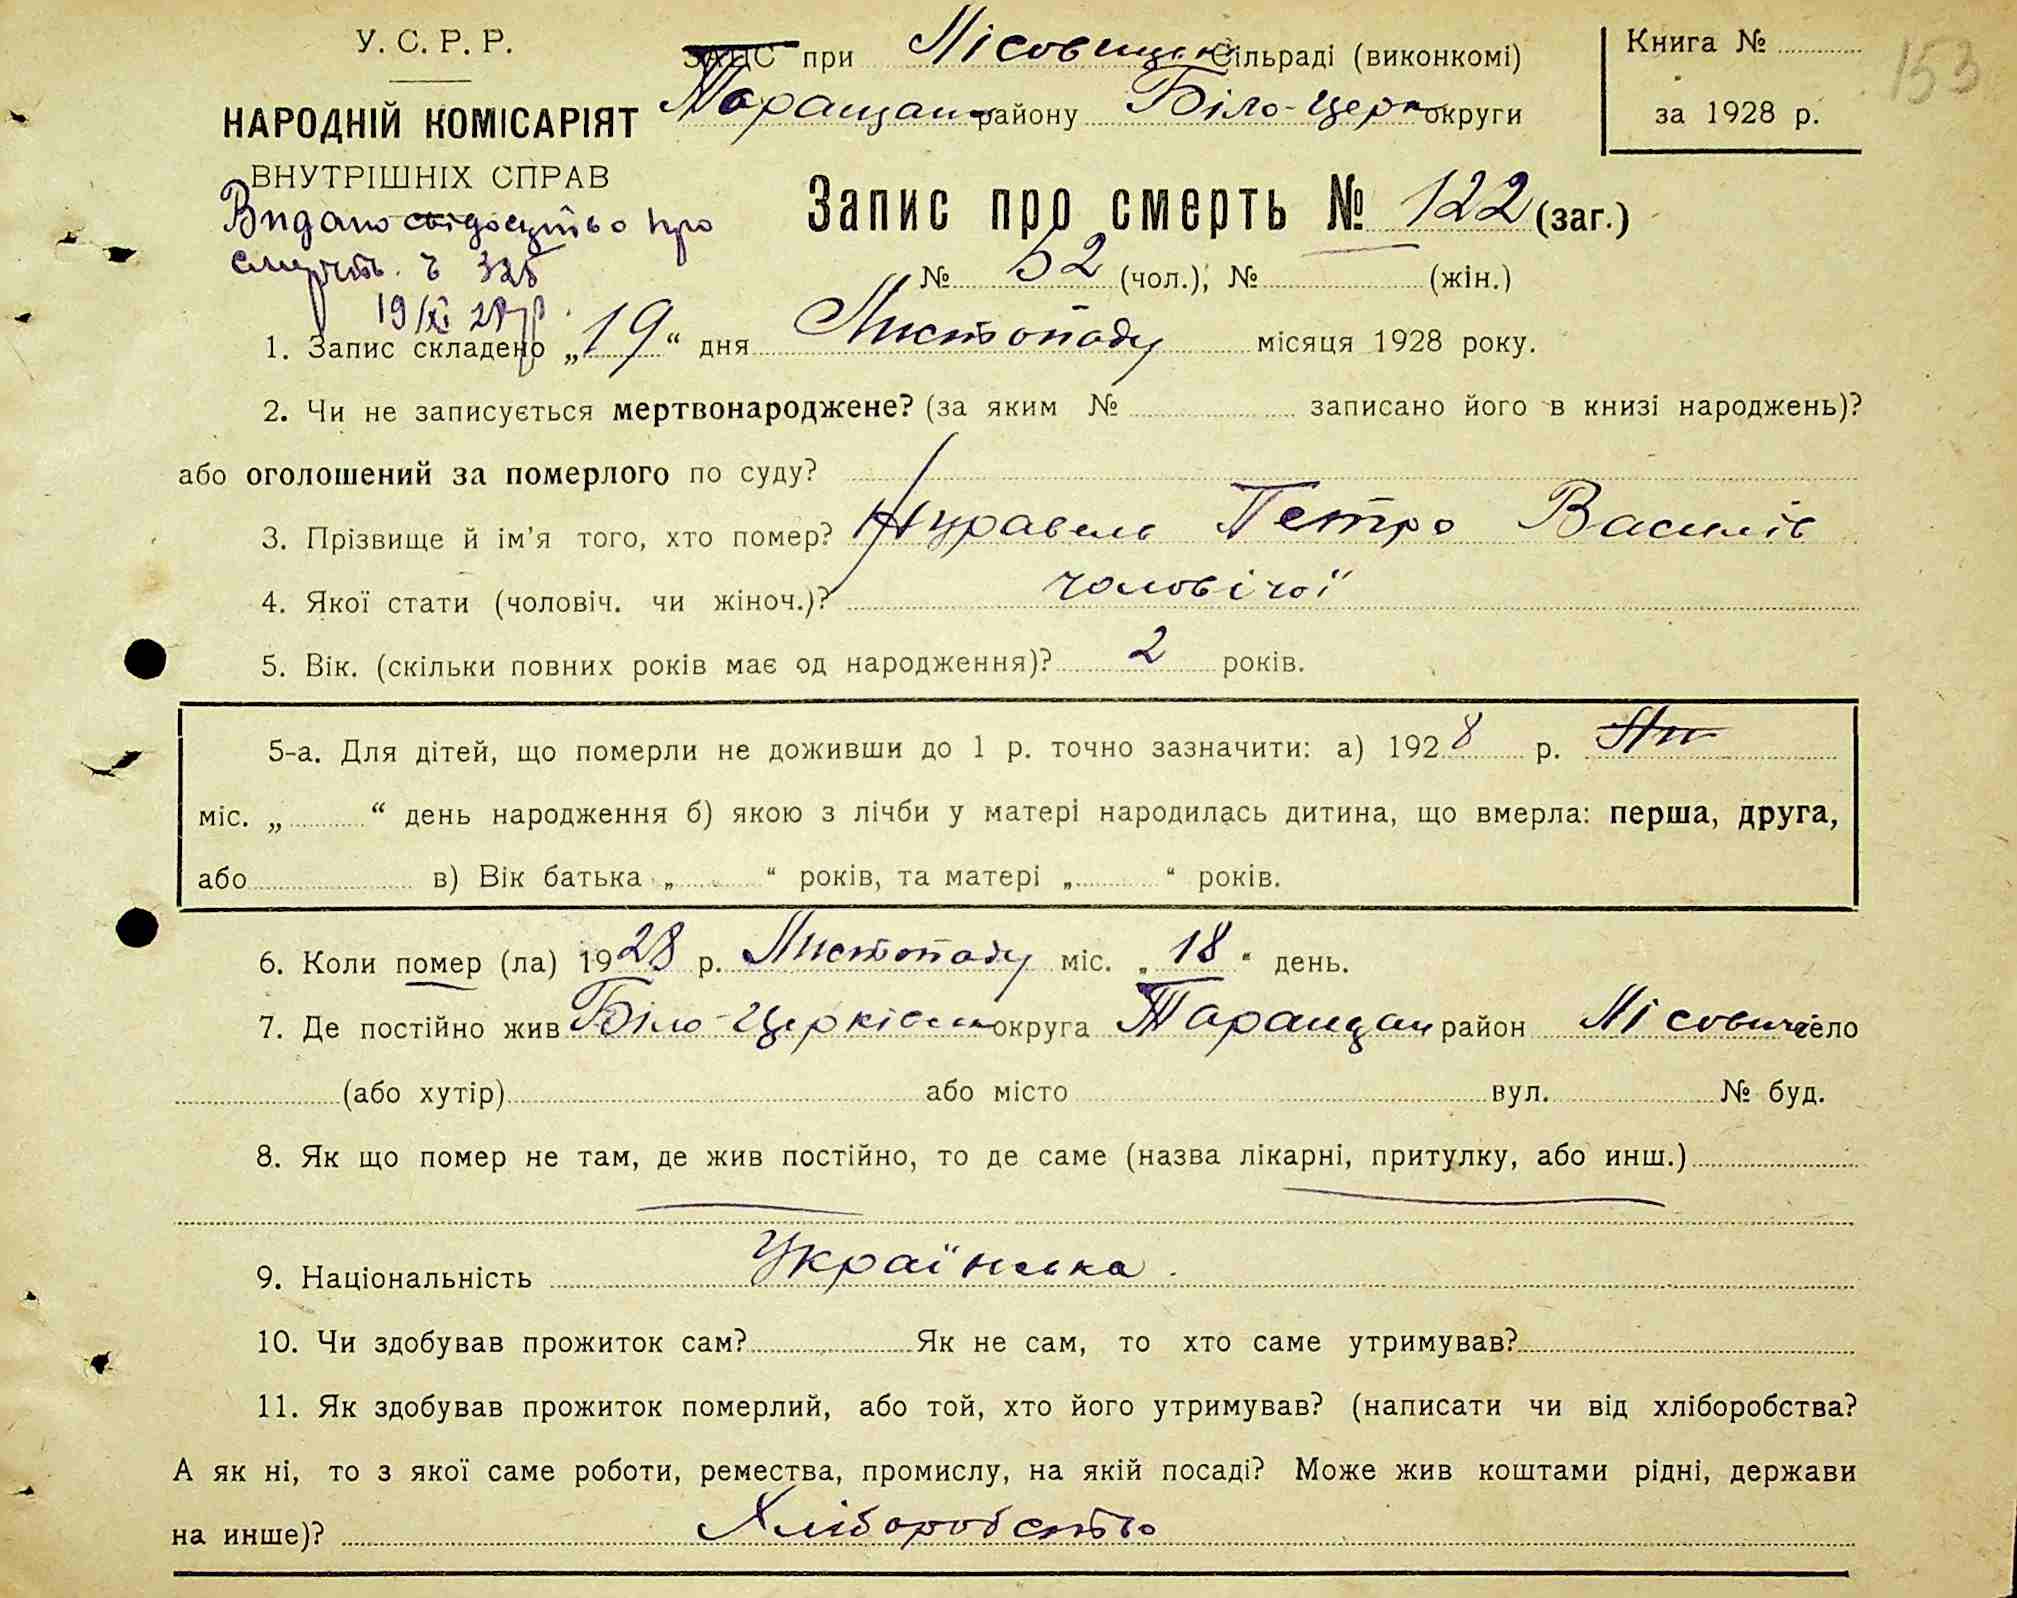 У. С. Р. Р.
НАРОДНІЙ КОМІСАРІЯТ
ВНУТРІШНІХ СПРАВ
Видано свідоцтво про
смерть. ч 325
19/XI 28 р.
ЗАПС при Лісовицьк Сільраді (виконкомі)
Таращан району Біло-Церк округи
Книга №
за 1928 р.
153
Запис про смерть № 122 (заг.)
№ 52 (чол.), № (жін.)
1. Запис складено „19“ дня Листопаду місяця 1928 року.
2. Чи не записується мертвонароджене? (за яким № записано його в книзі народжень)?
або оголошений за померлого по суду?
3. Прізвище й ім'я того, хто помер? Журавель Петро Василів
4. Якої стати (чоловіч. чи жіноч.)? чоловічої
5. Вік. (скільки повних років має од народження)? 2 років.
5-а. Для дітей, що померли не доживши до 1 р. точно зазначити: а) 1928 р.
міс. „ “ день народження б) якою з лічби у матері народилась дитина, що вмерла: перша, друга,
або в) Вік батька „ “ років, та матері „ “ років.
6. Коли помер (ла) 1928 р. Листопаду міс. „18“ день.
7. Де постійно жив Біло-Церківськ округа Таращан район Лісовичі село
(або хутір) або місто вул. № буд.
8. Як що помер не там, де жив постійно, то де саме (назва лікарні, притулку, або инш.)
9. Національність Українська.
10. Чи здобував прожиток сам? Як не сам, то хто саме утримував?
11. Як здобував прожиток померлий, або той, хто його утримував? (написати чи від хліборобства?
А як ні, то з якої саме роботи, ремества, промислу, на якій посаді? Може жив коштами рідні, держави
на инше)? Хліборобство